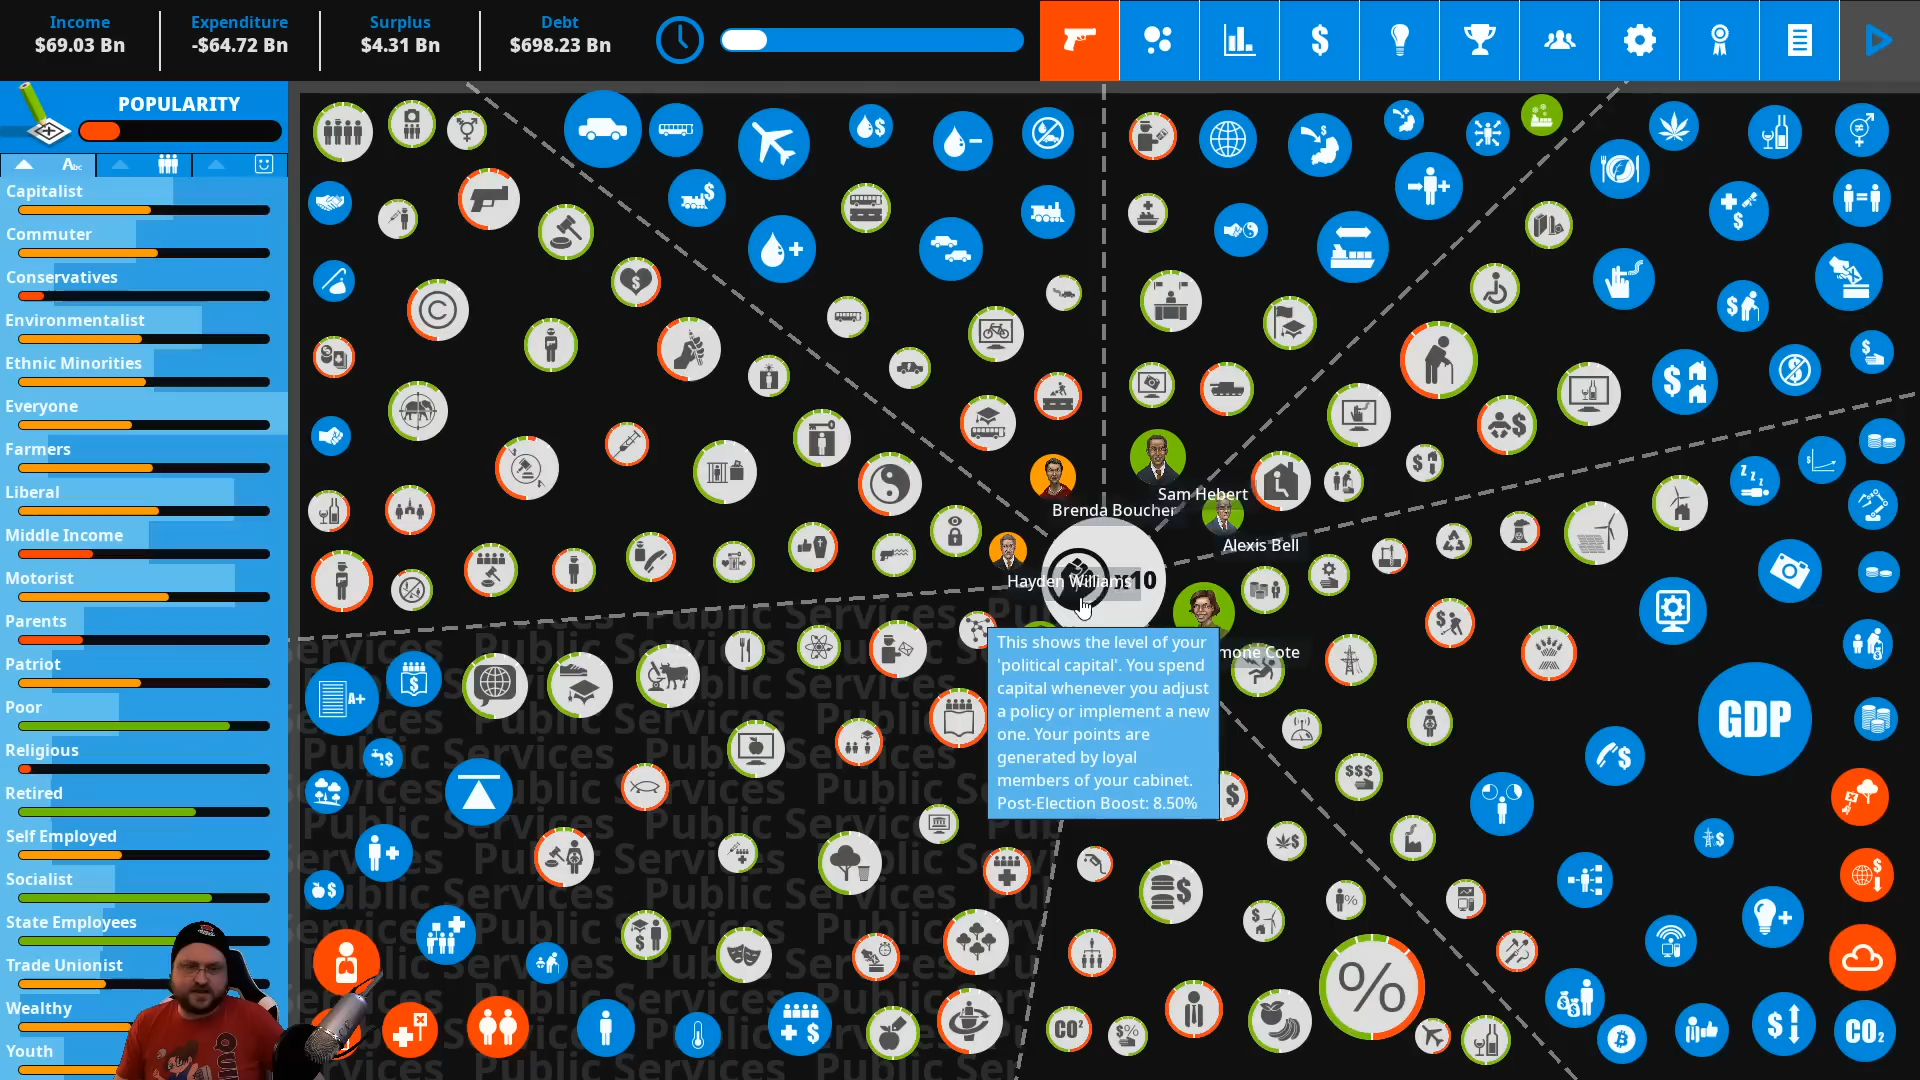 Income
$69.03 Bn
Expenditure
-$64.72 Bn
Surplus
$4.31 Bn
Debt
$698.23 Bn
POPULARITY
Abc
Capitalist
Commuter
Conservatives
Environmentalist
Ethnic Minorities
Everyone
Farmers
Liberal
Middle Income
Motorist
Parents
Patriot
Poor
Religious
Retired
Self Employed
Socialist
State Employees
Trade Unionist
Wealthy
Youth
Sam Hebert
Brenda Boucher
Alexis Bell
Hayden Williams
10
mone Cote
This shows the level of your
'political capital'. You spend
capital whenever you adjust
a policy or implement a new
one. Your points are
generated by loyal
members of your cabinet.
Post-Election Boost: 8.50%
Public Services
A+
GDP
$$$
%
CO²
CO₂